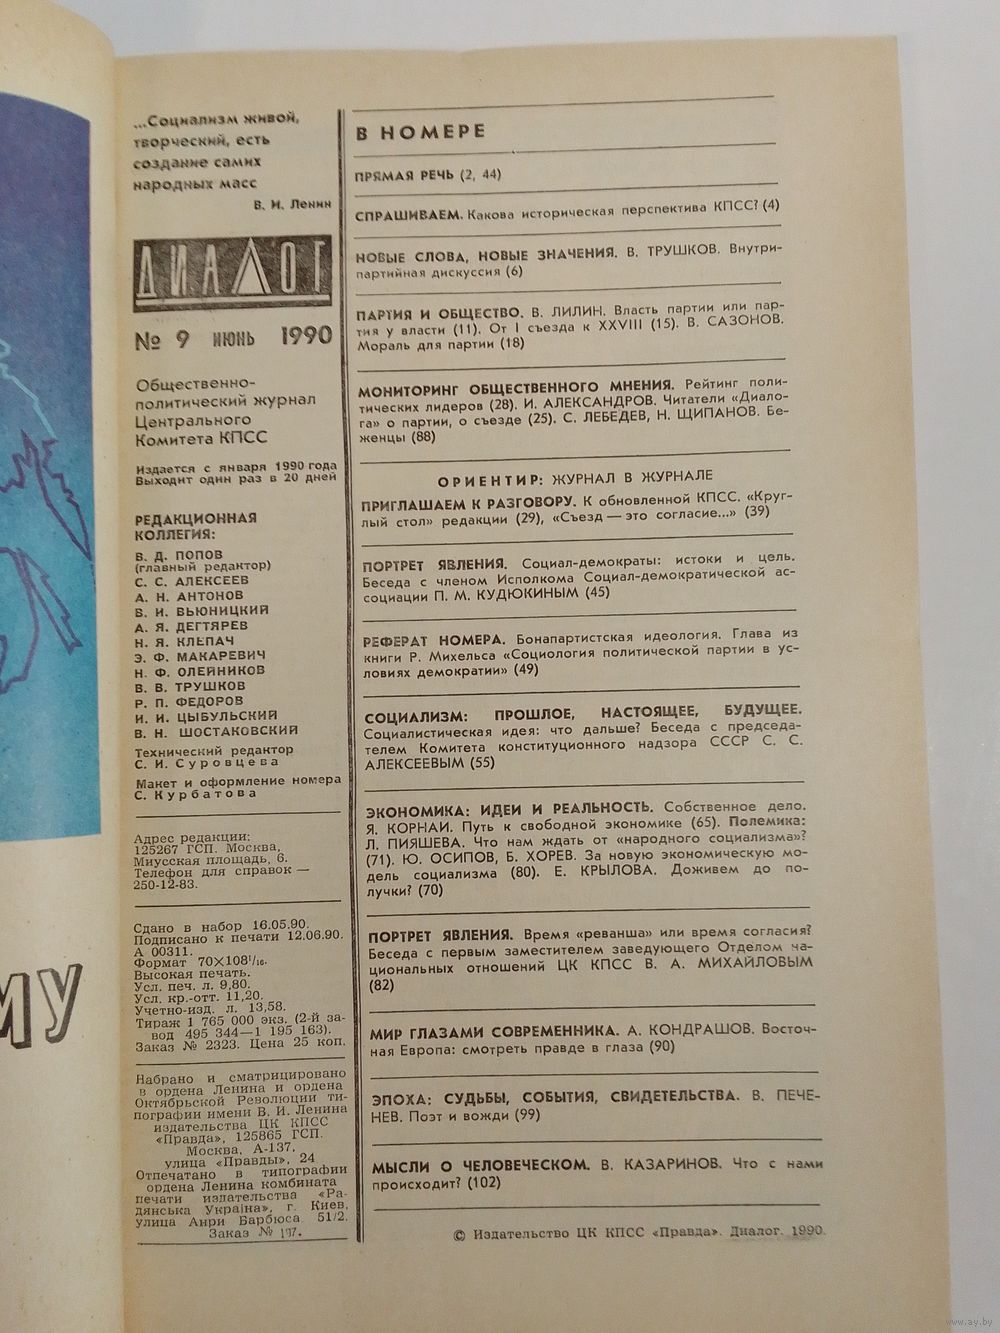 МУ
...Социализм живой,
творческий, есть
создание самих
народных масс
В. И. Ленин
ДИАЛОГ
№ 9 ИЮНЬ 1990
Общественно-
политический журнал
Центрального
Комитета КПСС
Издается с января 1990 года
Выходит один раз в 20 дней
РЕДАКЦИОННАЯ
КОЛЛЕГИЯ:
В. Д. ПОПОВ
(главный редактор)
С. С. АЛЕКСЕЕВ
А. Н. АНТОНОВ
В. И. ВЬЮНИЦКИЙ
А. Я. ДЕГТЯРЕВ
Н. Я. КЛЕПАЧ
Э. Ф. МАКАРЕВИЧ
Н. Ф. ОЛЕЙНИКОВ
В. В. ТРУШКОВ
Р. П. ФЕДОРОВ
И. И. ЦЫБУЛЬСКИЙ
В. Н. ШОСТАКОВСКИЙ
Технический редактор
С. И. Суровцева
Макет и оформление номера
С. Курбатова
Адрес редакции:
125267 ГСП. Москва,
Миусская площадь, 6.
Телефон для справок —
250-12-83.
Сдано в набор 16.05.90.
Подписано к печати 12.06.90.
А 00311.
Формат 70×108¹/₁₆.
Высокая печать.
Усл. печ. л. 9,80.
Усл. кр.-отт. 11,20.
Учетно-изд. л. 13,58.
Тираж 1 765 000 экз. (2-й за-
вод 495 344—1 195 163).
Заказ № 2323. Цена 25 коп.
Набрано и сматрицировано
в ордена Ленина и ордена
Октябрьской Революции ти-
пографии имени В. И. Ленина
издательства ЦК КПСС
«Правда», 125865 ГСП.
Москва, А-137,
улица «Правды», 24
Отпечатано в типографии
ордена Ленина комбината
печати издательства «Ра-
дянська Україна», г. Киев,
улица Анри Барбюса 51/2.
Заказ №
В НОМЕРЕ
ПРЯМАЯ РЕЧЬ (2, 44)
СПРАШИВАЕМ. Какова историческая перспектива КПСС? (4)
НОВЫЕ СЛОВА, НОВЫЕ ЗНАЧЕНИЯ. В. ТРУШКОВ. Внутри-
партийная дискуссия (6)
ПАРТИЯ И ОБЩЕСТВО. В. ЛИЛИН. Власть партии или пар-
тия у власти (11). От I съезда к XXVIII (15). В. САЗОНОВ.
Мораль для партии (18)
МОНИТОРИНГ ОБЩЕСТВЕННОГО МНЕНИЯ. Рейтинг поли-
тических лидеров (28). И. АЛЕКСАНДРОВ. Читатели «Диало-
га» о партии, о съезде (25). С. ЛЕБЕДЕВ, Н. ЩИПАНОВ. Бе-
женцы (88)
ОРИЕНТИР: ЖУРНАЛ В ЖУРНАЛЕ
ПРИГЛАШАЕМ К РАЗГОВОРУ. К обновленной КПСС. «Круг-
лый стол» редакции (29), «Съезд — это согласие...» (39)
ПОРТРЕТ ЯВЛЕНИЯ. Социал-демократы: истоки и цель.
Беседа с членом Исполкома Социал-демократической ас-
социации П. М. КУДЮКИНЫМ (45)
РЕФЕРАТ НОМЕРА. Бонапартистская идеология. Глава из
книги Р. Михельса «Социология политической партии в ус-
ловиях демократии» (49)
СОЦИАЛИЗМ: ПРОШЛОЕ, НАСТОЯЩЕЕ, БУДУЩЕЕ.
Социалистическая идея: что дальше? Беседа с председа-
телем Комитета конституционного надзора СССР С. С.
АЛЕКСЕЕВЫМ (55)
ЭКОНОМИКА: ИДЕИ И РЕАЛЬНОСТЬ. Собственное дело.
Я. КОРНАИ. Путь к свободной экономике (65). Полемика:
Л. ПИЯШЕВА. Что нам ждать от «народного социализма»?
(71). Ю. ОСИПОВ, Б. ХОРЕВ. За новую экономическую мо-
дель социализма (80). Е. КРЫЛОВА. Доживем до по-
лучки? (70)
ПОРТРЕТ ЯВЛЕНИЯ. Время «реванша» или время согласия?
Беседа с первым заместителем заведующего Отделом на-
циональных отношений ЦК КПСС В. А. МИХАЙЛОВЫМ
(82)
МИР ГЛАЗАМИ СОВРЕМЕННИКА. А. КОНДРАШОВ. Восточ-
ная Европа: смотреть правде в глаза (90)
ЭПОХА: СУДЬБЫ, СОБЫТИЯ, СВИДЕТЕЛЬСТВА. В. ПЕЧЕ-
НЕВ. Поэт и вожди (99)
МЫСЛИ О ЧЕЛОВЕЧЕСКОМ. В. КАЗАРИНОВ. Что с нами
происходит? (102)
© Издательство ЦК КПСС «Правда». Диалог. 1990.
www.ay.by